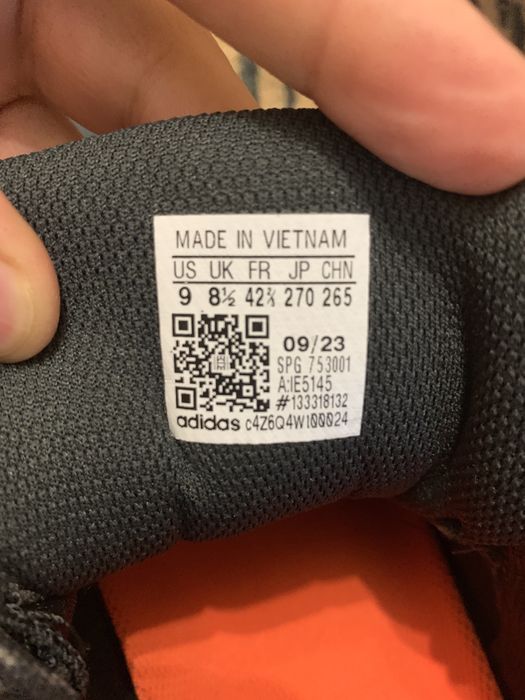 MADE IN VIETNAM
US UK FR JP CHN
9 8½ 42⅔ 270 265
09/23
SPG 753001
A:IE5145
#133318132
adidas c4Z6Q4W100024